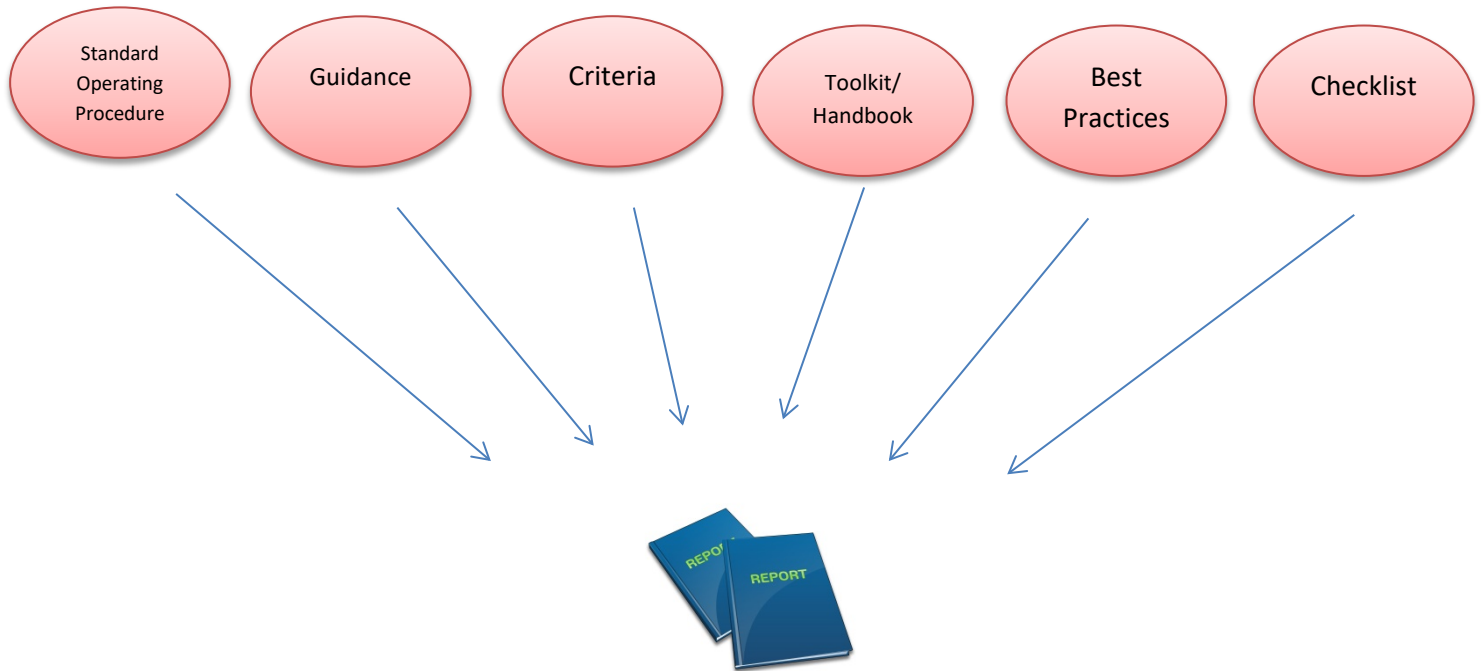 Standard
Operating
Procedure
Guidance
Criteria
Toolkit/
Handbook
Best
Practices
Checklist
REPORT
REPORT